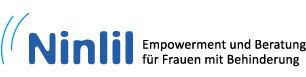 Ninlil
Empowerment und Beratung
für Frauen mit Behinderung